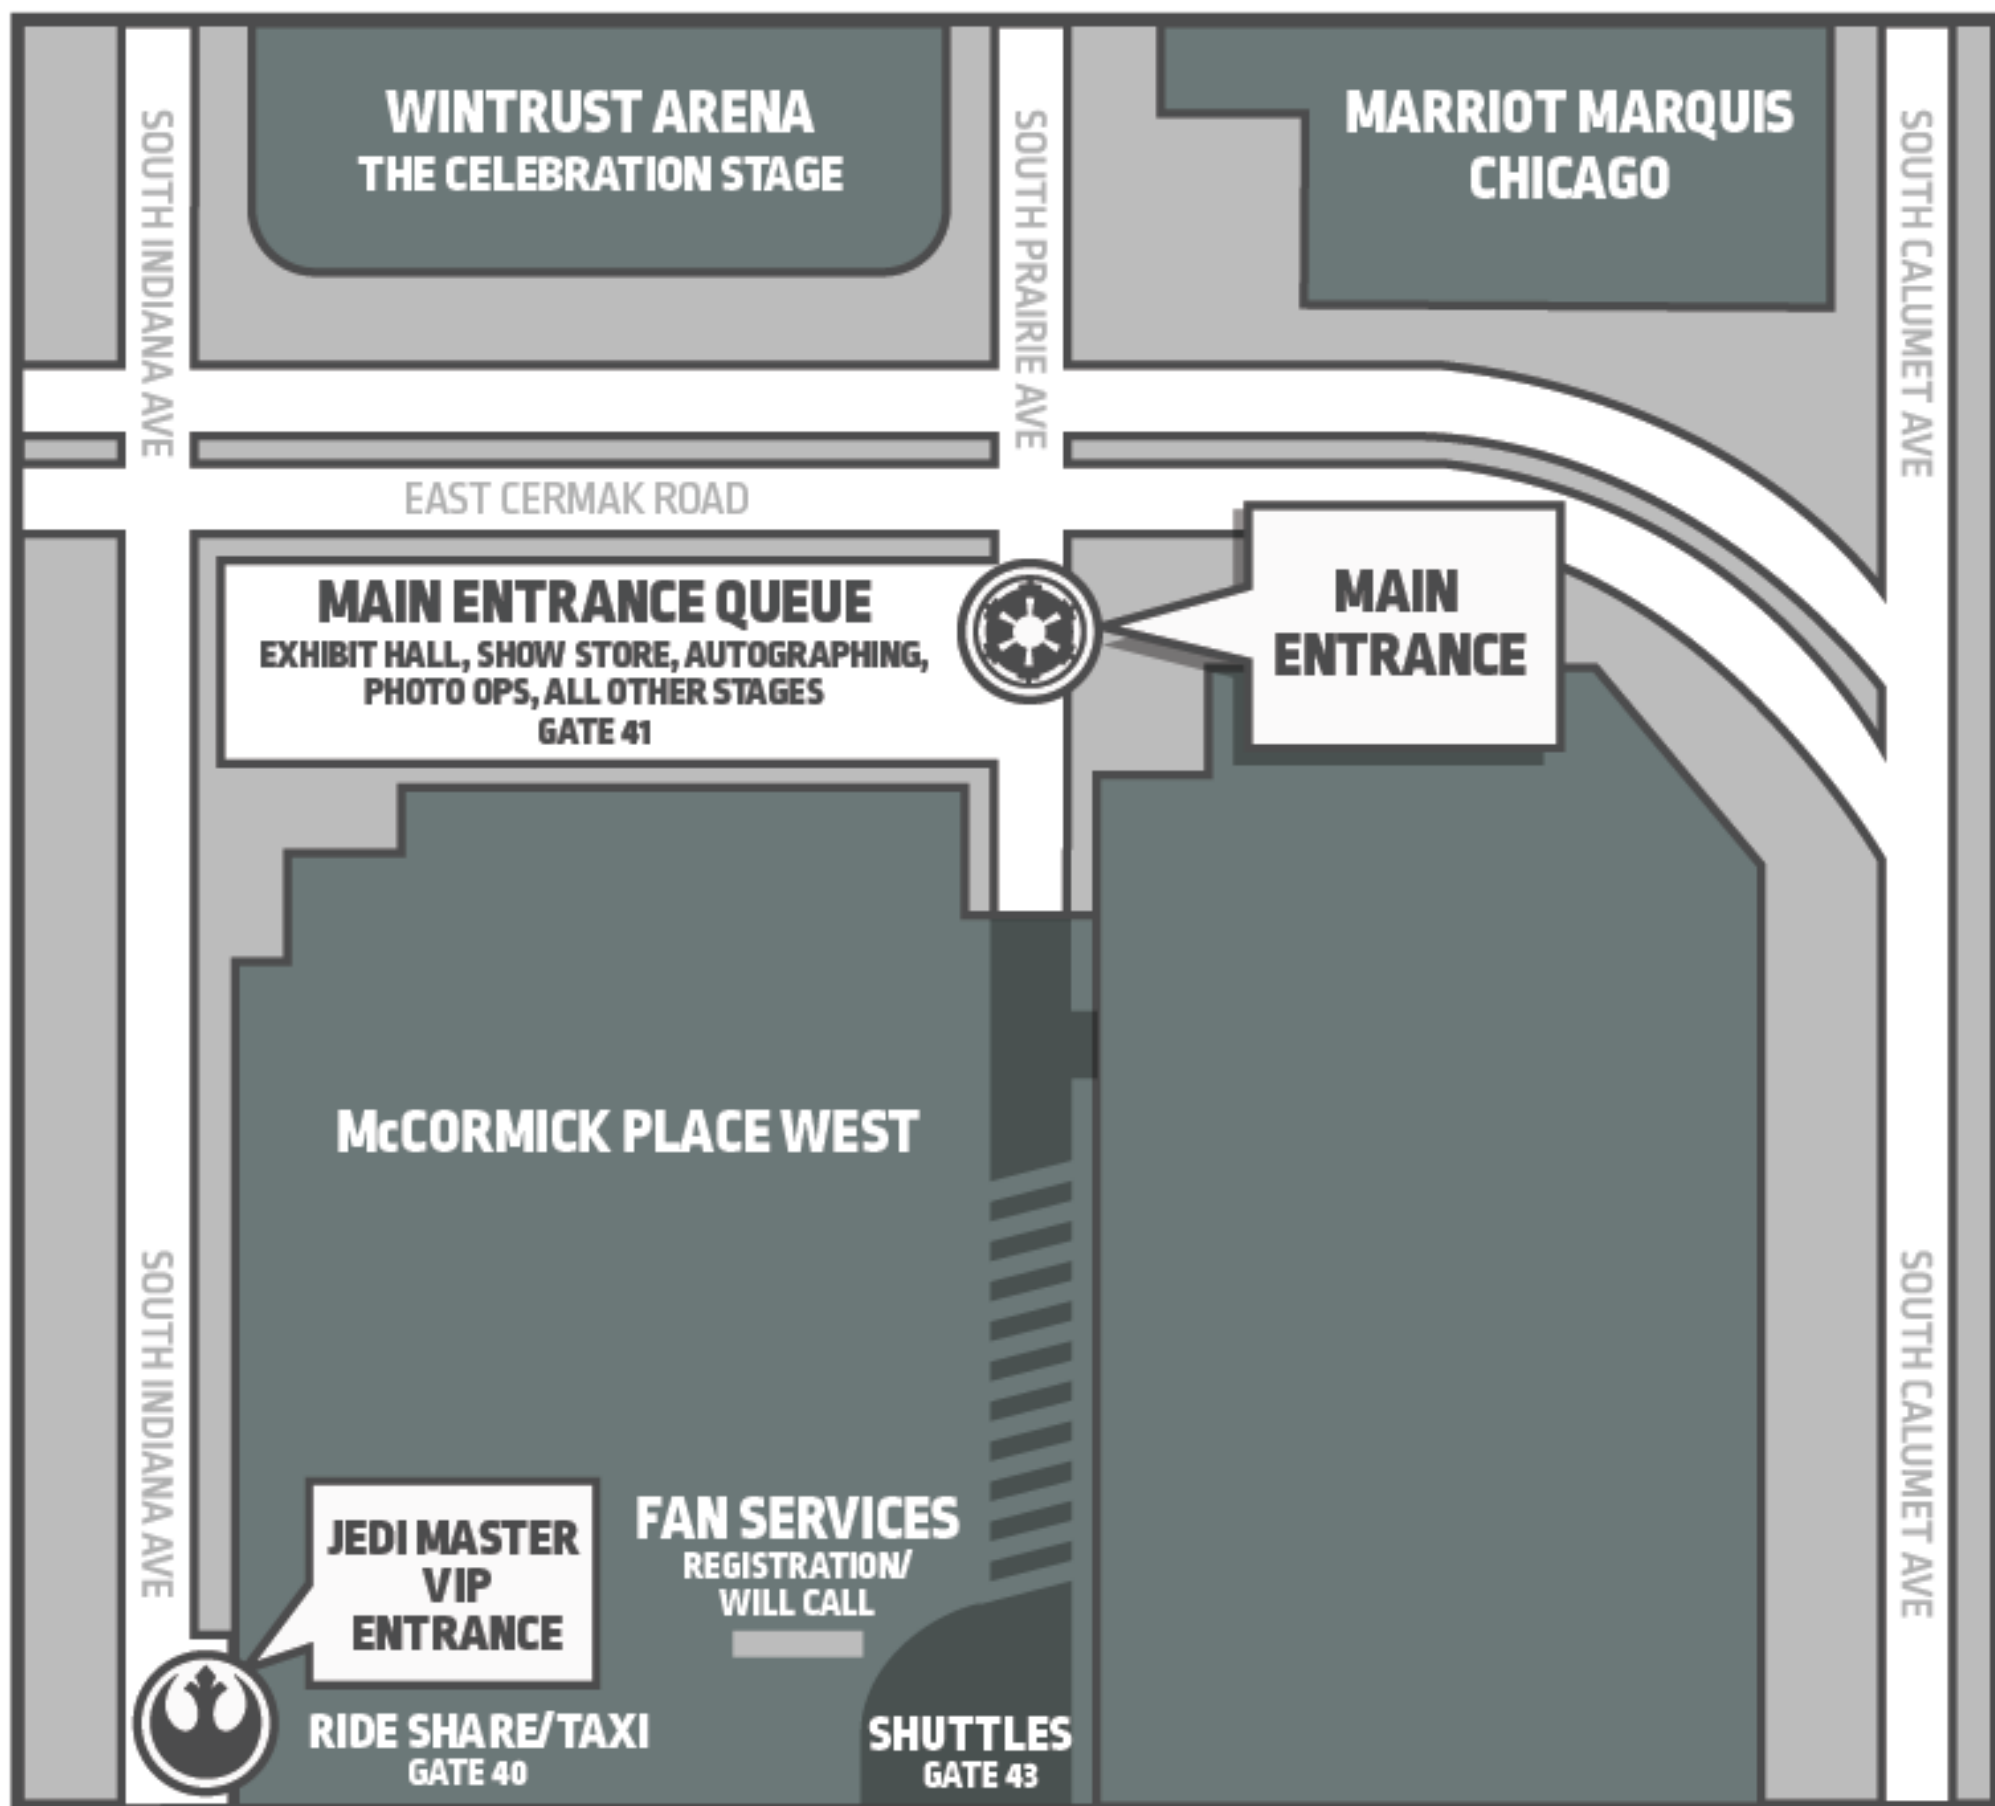 WINTRUST ARENA
THE CELEBRATION STAGE
MARRIOT MARQUIS
CHICAGO
SOUTH INDIANA AVE
SOUTH PRAIRIE AVE
SOUTH CALUMET AVE
EAST CERMAK ROAD
MAIN ENTRANCE QUEUE
EXHIBIT HALL, SHOW STORE, AUTOGRAPHING,
PHOTO OPS, ALL OTHER STAGES
GATE 41
MAIN
ENTRANCE
McCORMICK PLACE WEST
SOUTH INDIANA AVE
SOUTH CALUMET AVE
JEDI MASTER
VIP
ENTRANCE
FAN SERVICES
REGISTRATION/
WILL CALL
RIDE SHARE/TAXI
GATE 40
SHUTTLES
GATE 43